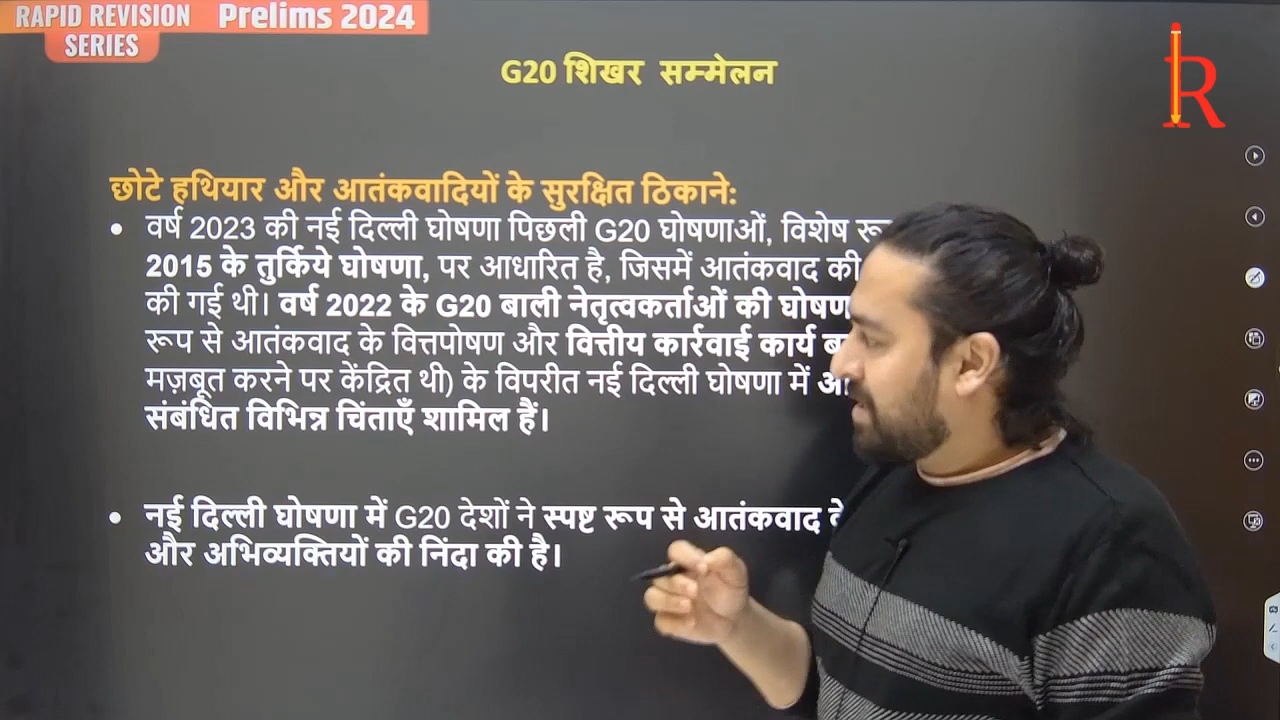 RAPID REVISION Prelims 2024
SERIES
G20 शिखर सम्मेलन
R
छोटे हथियार और आतंकवादियों के सुरक्षित ठिकाने:
• वर्ष 2023 की नई दिल्ली घोषणा पिछली G20 घोषणाओं, विशेष
2015 के तुर्किये घोषणा, पर आधारित है, जिसमें आतंकवाद की
की गई थी। वर्ष 2022 के G20 बाली नेतृत्वकर्ताओं की
रूप से आतंकवाद के वित्तपोषण और वित्तीय कार्रवाई कार्य
मज़बूत करने पर केंद्रित थी) के विपरीत नई दिल्ली घोषणा में
संबंधित विभिन्न चिंताएँ शामिल हैं।
• नई दिल्ली घोषणा में G20 देशों ने स्पष्ट रूप से आतंकवाद
और अभिव्यक्तियों की निंदा की है।